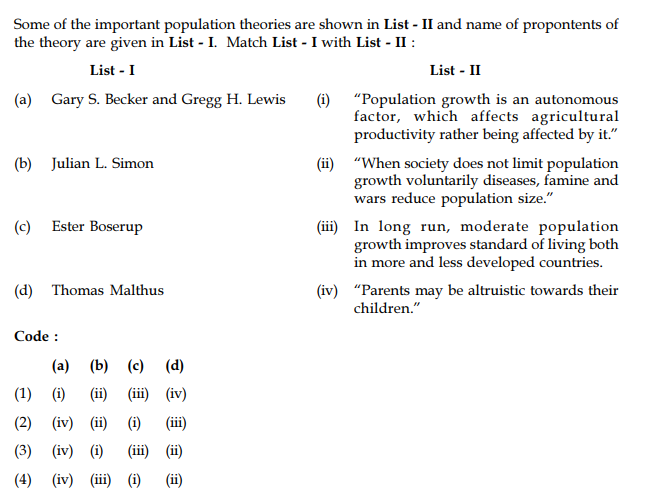 Some of the important population theories are shown in List - II and name of propontents of
the theory are given in List - I. Match List - I with List - II :
List - I List - II
(a) Gary S. Becker and Gregg H. Lewis (i) “Population growth is an autonomous
factor, which affects agricultural
productivity rather being affected by it.”
(b) Julian L. Simon (ii) “When society does not limit population
growth voluntarily diseases, famine and
wars reduce population size.”
(c) Ester Boserup (iii) In long run, moderate population
growth improves standard of living both
in more and less developed countries.
(d) Thomas Malthus (iv) “Parents may be altruistic towards their
children.”
Code :
(a) (b) (c) (d)
(1) (i) (ii) (iii) (iv)
(2) (iv) (ii) (i) (iii)
(3) (iv) (i) (iii) (ii)
(4) (iv) (iii) (i) (ii)